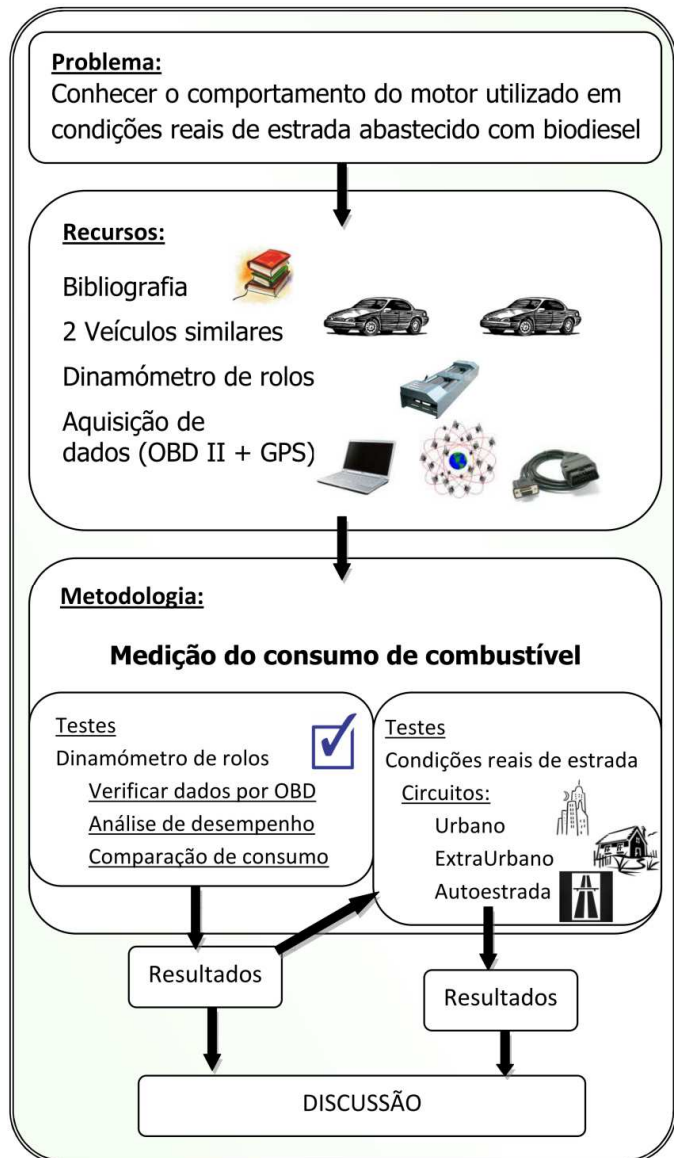 Problema:
Conhecer o comportamento do motor utilizado em
condições reais de estrada abastecido com biodiesel
Recursos:
Bibliografia
2 Veículos similares
Dinamómetro de rolos
Aquisição de
dados (OBD II + GPS)
Metodologia:
Medição do consumo de combustível
Testes
Dinamómetro de rolos
Verificar dados por OBD
Análise de desempenho
Comparação de consumo
Testes
Condições reais de estrada
Circuitos:
Urbano
ExtraUrbano
Autoestrada
Resultados
Resultados
DISCUSSÃO